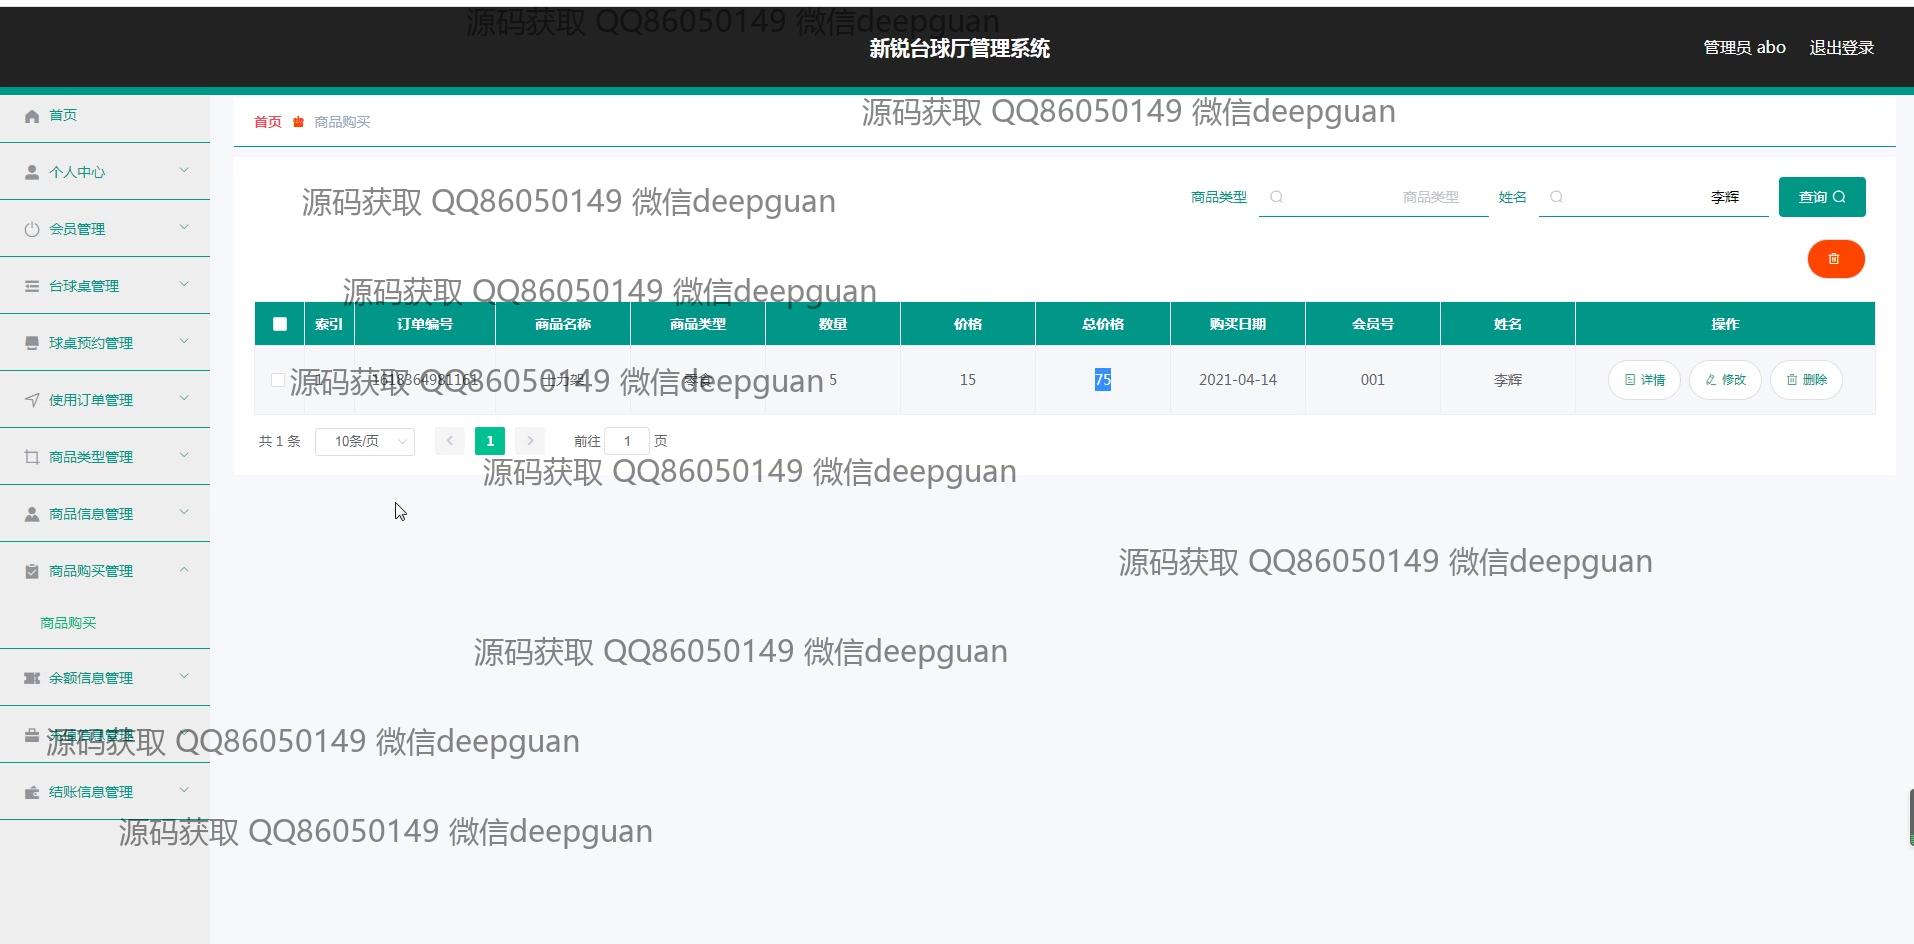 源码获取 QQ86050149 微信deepguan
新锐台球厅管理系统
管理员 abo
退出登录
首页
个人中心
会员管理
台球桌管理
球桌预约管理
使用订单管理
商品类型管理
商品信息管理
商品购买管理
商品购买
余额信息管理
充值信息管理
结账信息管理
首页 商品购买
源码获取 QQ86050149 微信deepguan
源码获取 QQ86050149 微信deepguan
商品类型 商品类型 姓名 李辉 查询
源码获取 QQ86050149 微信deepguan
索引 订单编号 商品名称 商品类型 数量 价格 总价格 购买日期 会员号 姓名 操作
1 1618364981161 士力架 零食 5 15 75 2021-04-14 001 李辉 详情 修改 删除
源码获取 QQ86050149 微信deepguan
共 1 条 10条/页 1 前往 1 页
源码获取 QQ86050149 微信deepguan
源码获取 QQ86050149 微信deepguan
源码获取 QQ86050149 微信deepguan
源码获取 QQ86050149 微信deepguan
源码获取 QQ86050149 微信deepguan